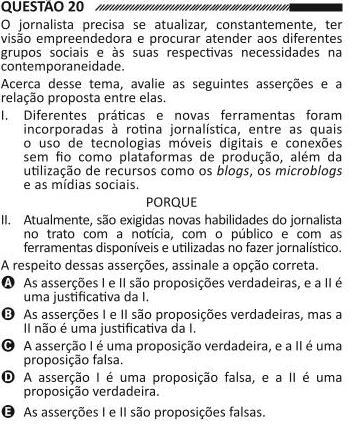 QUESTÃO 20
O jornalista precisa se atualizar, constantemente, ter
visão empreendedora e procurar atender aos diferentes
grupos sociais e às suas respectivas necessidades na
contemporaneidade.
Acerca desse tema, avalie as seguintes asserções e a
relação proposta entre elas.
I. Diferentes práticas e novas ferramentas foram
incorporadas à rotina jornalística, entre as quais
o uso de tecnologias móveis digitais e conexões
sem fio como plataformas de produção, além da
utilização de recursos como os blogs, os microblogs
e as mídias sociais.
PORQUE
II. Atualmente, são exigidas novas habilidades do jornalista
no trato com a notícia, com o público e com as
ferramentas disponíveis e utilizadas no fazer jornalístico.
A respeito dessas asserções, assinale a opção correta.
A As asserções I e II são proposições verdadeiras, e a II é
uma justificativa da I.
B As asserções I e II são proposições verdadeiras, mas a
II não é uma justificativa da I.
C A asserção I é uma proposição verdadeira, e a II é uma
proposição falsa.
D A asserção I é uma proposição falsa, e a II é uma
proposição verdadeira.
E As asserções I e II são proposições falsas.